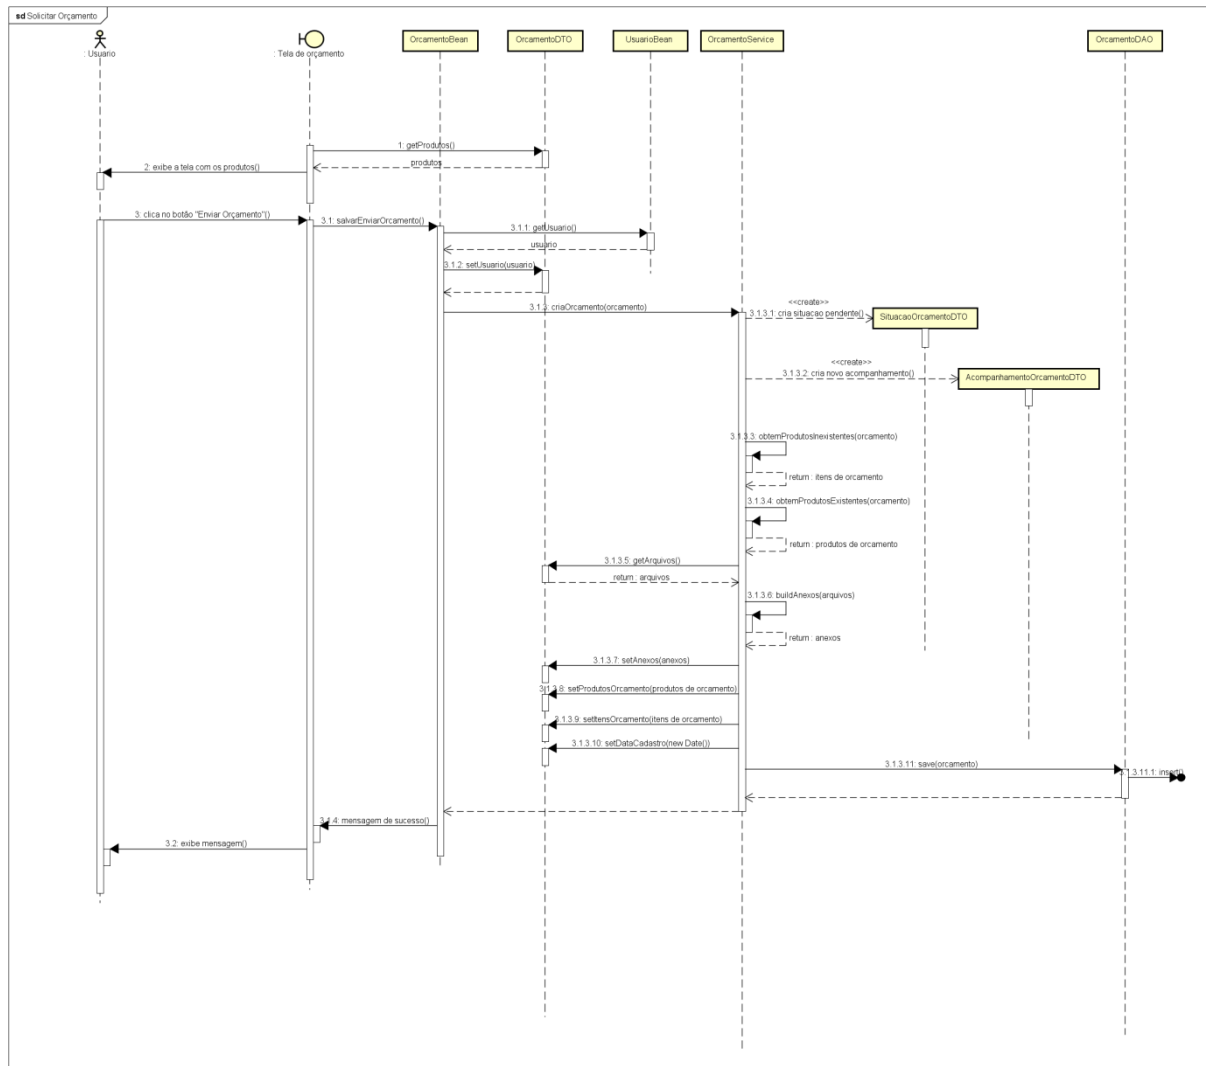 sd Solicitar Orçamento
: Usuario
: Tela de orçamento
OrcamentoBean
OrcamentoDTO
UsuarioBean
OrcamentoService
OrcamentoDAO
1: getProdutos()
produtos
2: exibe a tela com os produtos()
3: clica no botão "Enviar Orçamento"()
3.1: salvarEnviarOrcamento()
3.1.1: getUsuario()
usuario
3.1.2: setUsuario(usuario)
3.1.3: criaOrcamento(orcamento)
<<create>>
3.1.3.1: cria situacao pendente()
SituacaoOrcamentoDTO
<<create>>
3.1.3.2: cria novo acompanhamento()
AcompanhamentoOrcamentoDTO
3.1.3.3: obtemProdutosInexistentes(orcamento)
return : itens de orcamento
3.1.3.4: obtemProdutosExistentes(orcamento)
return : produtos de orcamento
3.1.3.5: getArquivos()
return : arquivos
3.1.3.6: buildAnexos(arquivos)
return : anexos
3.1.3.7: setAnexos(anexos)
3.1.3.8: setProdutosOrcamento(produtos de orcamento)
3.1.3.9: setItensOrcamento(itens de orcamento)
3.1.3.10: setDataCadastro(new Date())
3.1.3.11: save(orcamento)
3.1.3.11.1: insert()
3.1.4: mensagem de sucesso()
3.2: exibe mensagem()